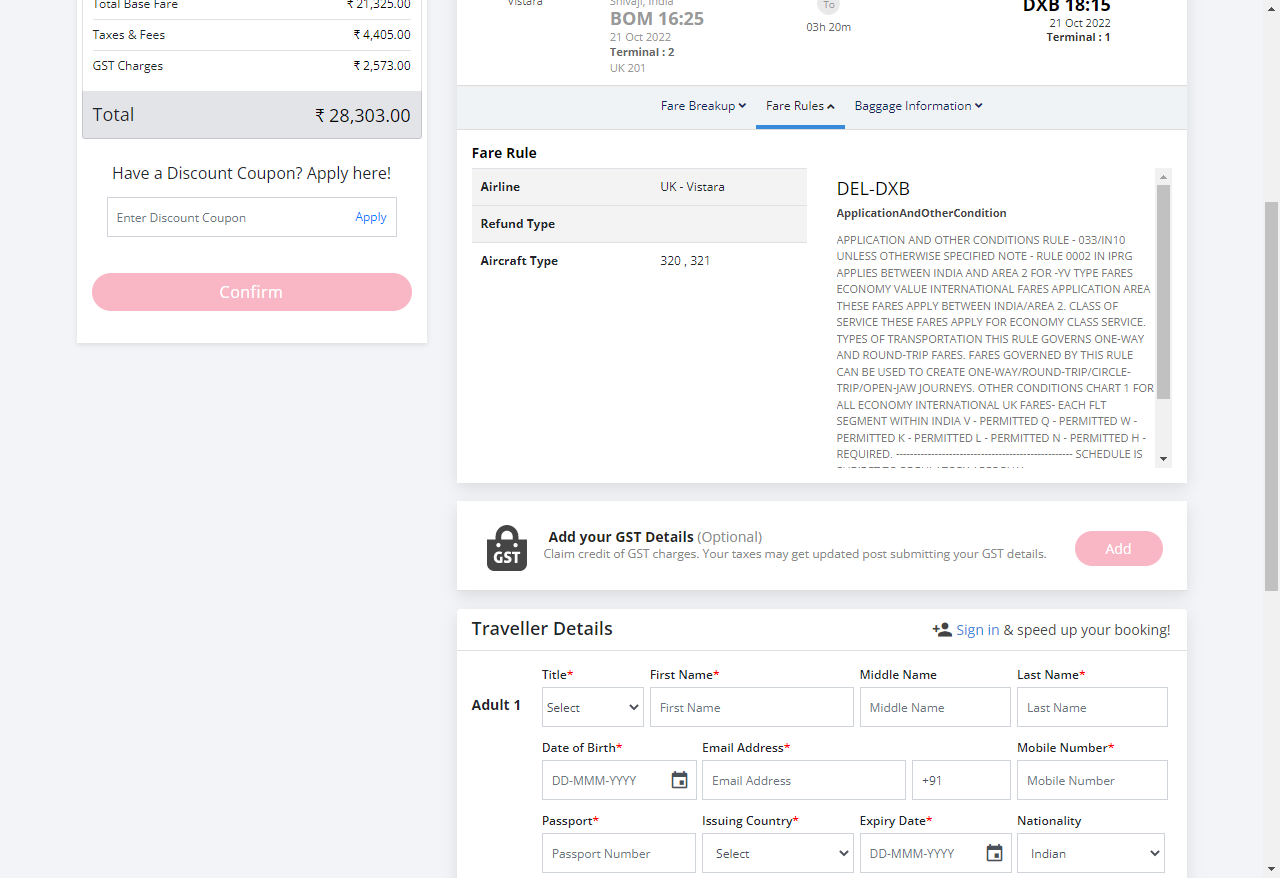 Total Base Fare ₹ 21,325.00
Taxes & Fees ₹ 4,405.00
GST Charges ₹ 2,573.00
Total ₹ 28,303.00
Have a Discount Coupon? Apply here!
Enter Discount Coupon Apply
Confirm
Vistara
Shivaji, India
BOM 16:25
21 Oct 2022
Terminal : 2
UK 201
To
03h 20m
DXB 18:15
21 Oct 2022
Terminal : 1
Fare Breakup Fare Rules Baggage Information
Fare Rule
Airline UK - Vistara
Refund Type
Aircraft Type 320 , 321
DEL-DXB
ApplicationAndOtherCondition
APPLICATION AND OTHER CONDITIONS RULE - 033/IN10
UNLESS OTHERWISE SPECIFIED NOTE - RULE 0002 IN IPRG
APPLIES BETWEEN INDIA AND AREA 2 FOR -YV TYPE FARES
ECONOMY VALUE INTERNATIONAL FARES APPLICATION AREA
THESE FARES APPLY BETWEEN INDIA/AREA 2. CLASS OF
SERVICE THESE FARES APPLY FOR ECONOMY CLASS SERVICE.
TYPES OF TRANSPORTATION THIS RULE GOVERNS ONE-WAY
AND ROUND-TRIP FARES. FARES GOVERNED BY THIS RULE
CAN BE USED TO CREATE ONE-WAY/ROUND-TRIP/CIRCLE-
TRIP/OPEN-JAW JOURNEYS. OTHER CONDITIONS CHART 1 FOR
ALL ECONOMY INTERNATIONAL UK FARES- EACH FLT
SEGMENT WITHIN INDIA V - PERMITTED Q - PERMITTED W -
PERMITTED K - PERMITTED L - PERMITTED N - PERMITTED H -
REQUIRED. -------------------------------------------------- SCHEDULE IS
GST
Add your GST Details (Optional)
Claim credit of GST charges. Your taxes may get updated post submitting your GST details.
Add
Traveller Details
Sign in & speed up your booking!
Title* First Name* Middle Name Last Name*
Adult 1 Select First Name Middle Name Last Name
Date of Birth* Email Address* Mobile Number*
DD-MMM-YYYY Email Address +91 Mobile Number
Passport* Issuing Country* Expiry Date* Nationality
Passport Number Select DD-MMM-YYYY Indian